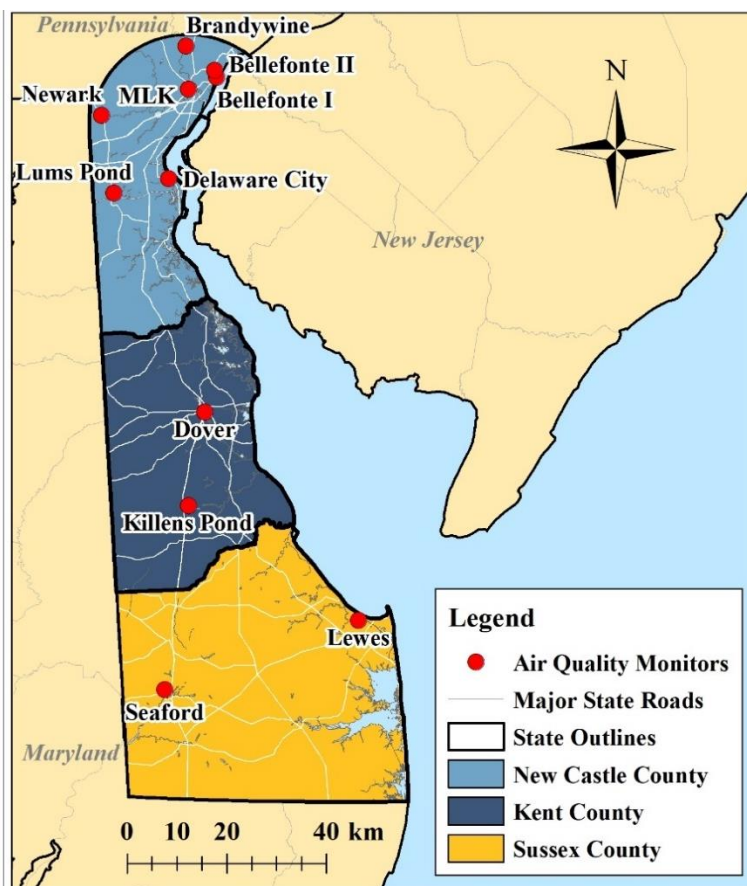 Pennsylvania
Brandywine
Bellefonte II
Newark
MLK
Bellefonte I
N
Lums Pond
Delaware City
New Jersey
Dover
Killens Pond
Lewes
Seaford
Maryland
0 10 20 40 km
Legend
Air Quality Monitors
Major State Roads
State Outlines
New Castle County
Kent County
Sussex County